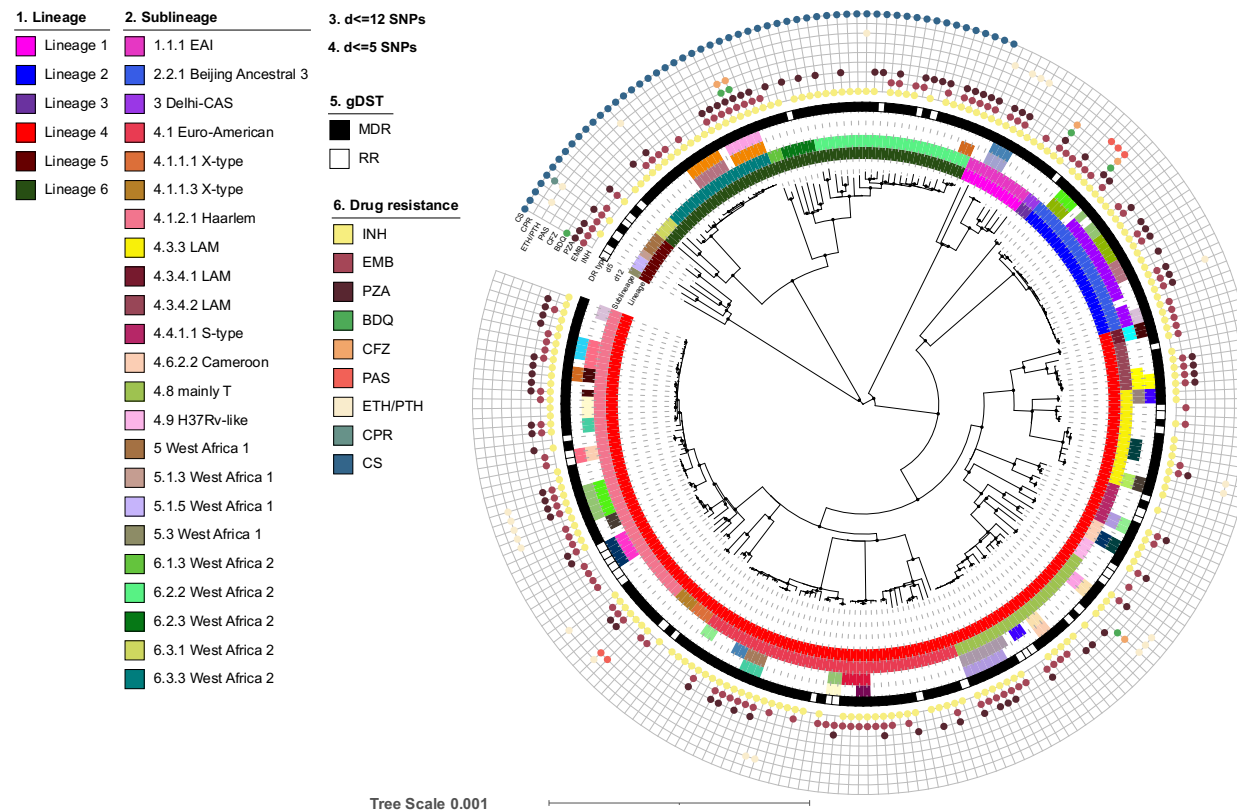 1. Lineage
Lineage 1
Lineage 2
Lineage 3
Lineage 4
Lineage 5
Lineage 6
2. Sublineage
1.1.1 EAI
2.2.1 Beijing Ancestral 3
3 Delhi-CAS
4.1 Euro-American
4.1.1.1 X-type
4.1.1.3 X-type
4.1.2.1 Haarlem
4.3.3 LAM
4.3.4.1 LAM
4.3.4.2 LAM
4.4.1.1 S-type
4.6.2.2 Cameroon
4.8 mainly T
4.9 H37Rv-like
5 West Africa 1
5.1.3 West Africa 1
5.1.5 West Africa 1
5.3 West Africa 1
6.1.3 West Africa 2
6.2.2 West Africa 2
6.2.3 West Africa 2
6.3.1 West Africa 2
6.3.3 West Africa 2
3. d<=12 SNPs
4. d<=5 SNPs
5. gDST
MDR
RR
6. Drug resistance
INH
EMB
PZA
BDQ
CFZ
PAS
ETH/PTH
CPR
CS
CS
CPR
ETH/PTH
PAS
CFZ
BDQ
PZA
EMB
INH
DR type
d5
d12
Sublineage
Lineage
Tree Scale 0.001